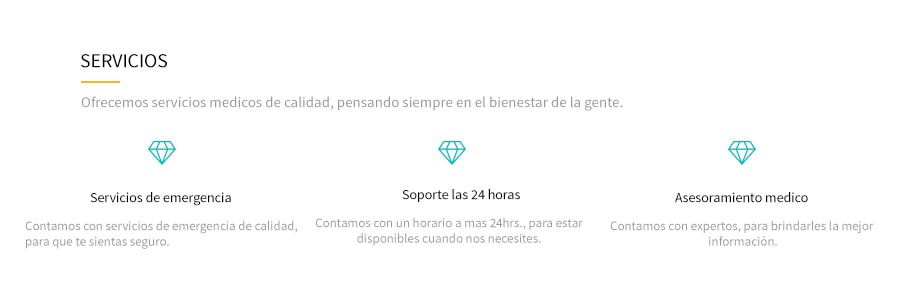 SERVICIOS
Ofrecemos servicios medicos de calidad, pensando siempre en el bienestar de la gente.
Servicios de emergencia
Contamos con servicios de emergencia de calidad,
para que te sientas seguro.
Soporte las 24 horas
Contamos con un horario a mas 24hrs., para estar
disponibles cuando nos necesites.
Asesoramiento medico
Contamos con expertos, para brindarles la mejor
información.